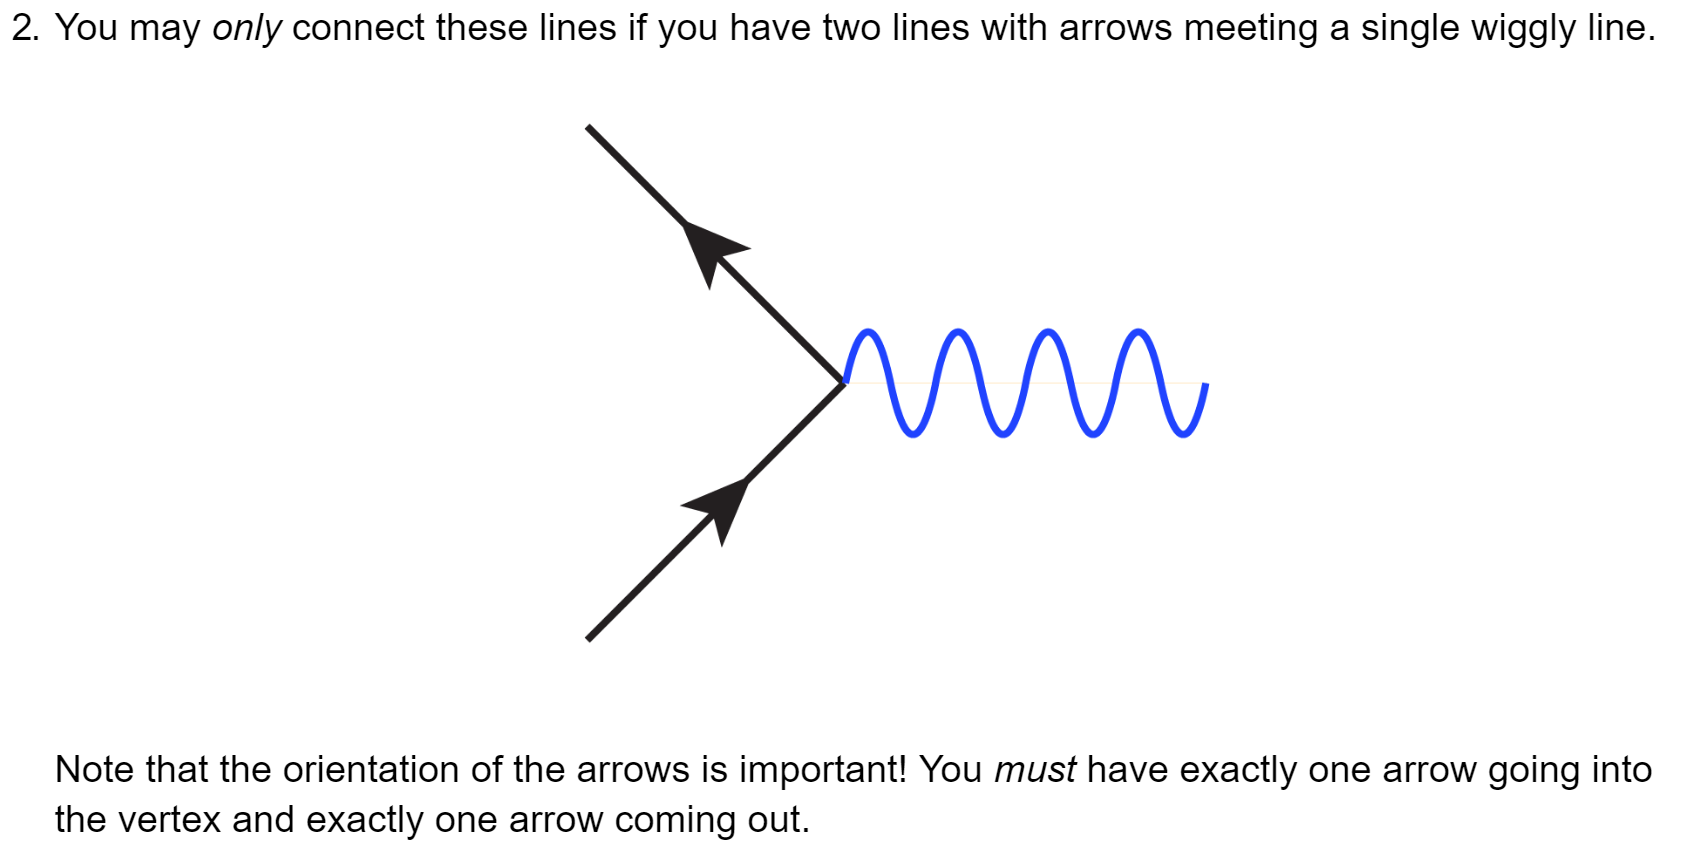 2. You may only connect these lines if you have two lines with arrows meeting a single wiggly line.
Note that the orientation of the arrows is important! You must have exactly one arrow going into
the vertex and exactly one arrow coming out.